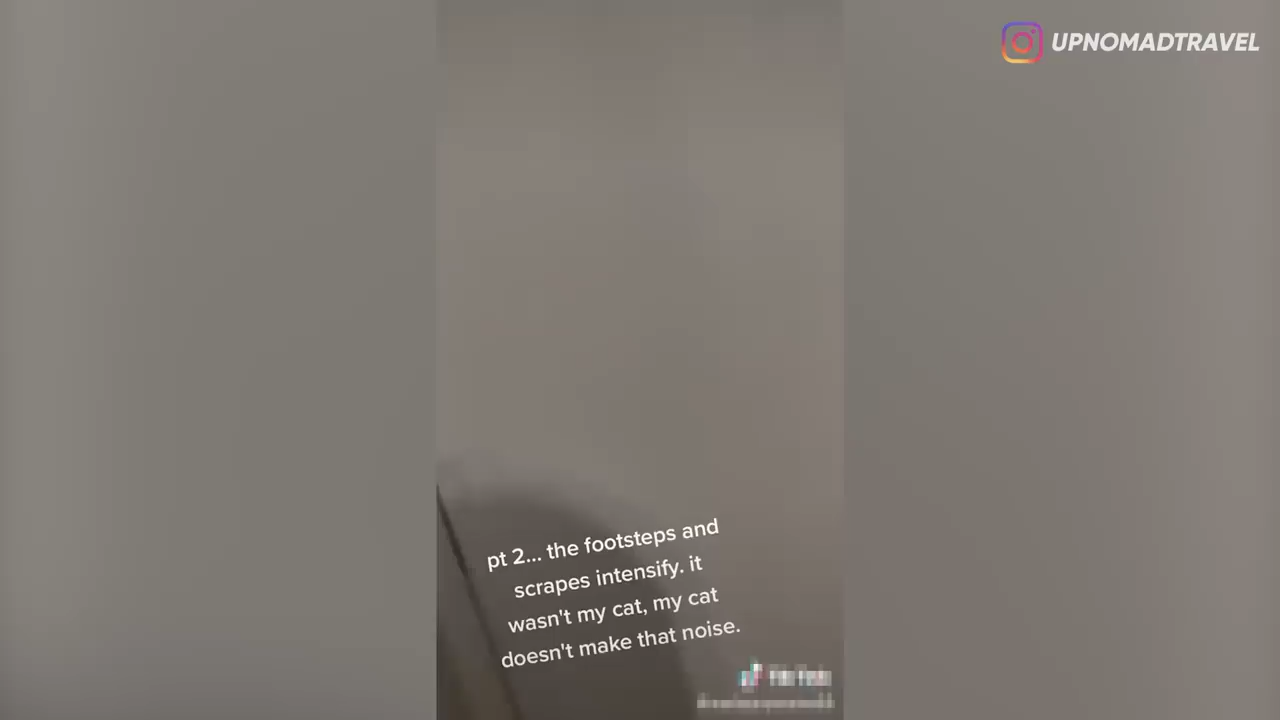 UPNOMADTRAVEL
pt 2... the footsteps and
scrapes intensify. it
wasn't my cat, my cat
doesn't make that noise.